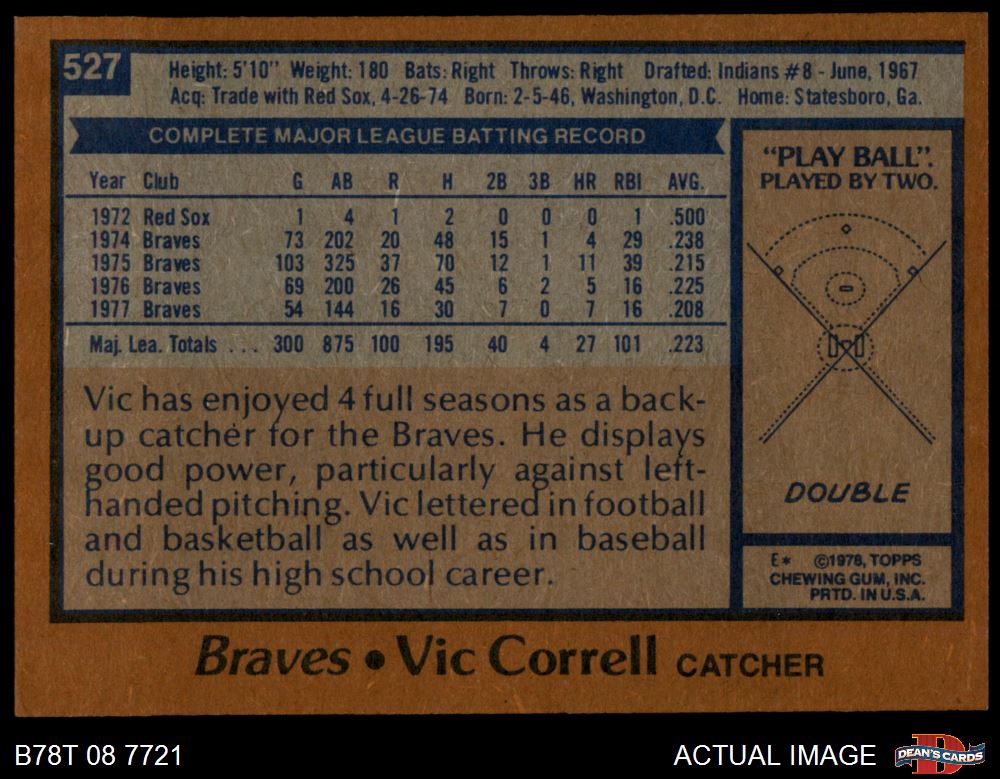 527
Height: 5'10" Weight: 180 Bats: Right Throws: Right Drafted: Indians #8 - June, 1967
Acq: Trade with Red Sox, 4-26-74 Born: 2-5-46, Washington, D.C. Home: Statesboro, Ga.
COMPLETE MAJOR LEAGUE BATTING RECORD
Year Club G AB R H 2B 3B HR RBI AVG.
1972 Red Sox 1 4 1 2 0 0 0 1 .500
1974 Braves 73 202 20 48 15 1 4 29 .238
1975 Braves 103 325 37 70 12 1 11 39 .215
1976 Braves 69 200 26 45 6 2 5 16 .225
1977 Braves 54 144 16 30 7 0 7 16 .208
Maj. Lea. Totals ... 300 875 100 195 40 4 27 101 .223
Vic has enjoyed 4 full seasons as a back-
up catcher for the Braves. He displays
good power, particularly against left-
handed pitching. Vic lettered in football
and basketball as well as in baseball
during his high school career.
"PLAY BALL".
PLAYED BY TWO.
DOUBLE
E* ©1978, TOPPS
CHEWING GUM, INC.
PRTD. IN U.S.A.
Braves • Vic Correll CATCHER
B78T 08 7721
ACTUAL IMAGE
D
DEAN'S CARDS